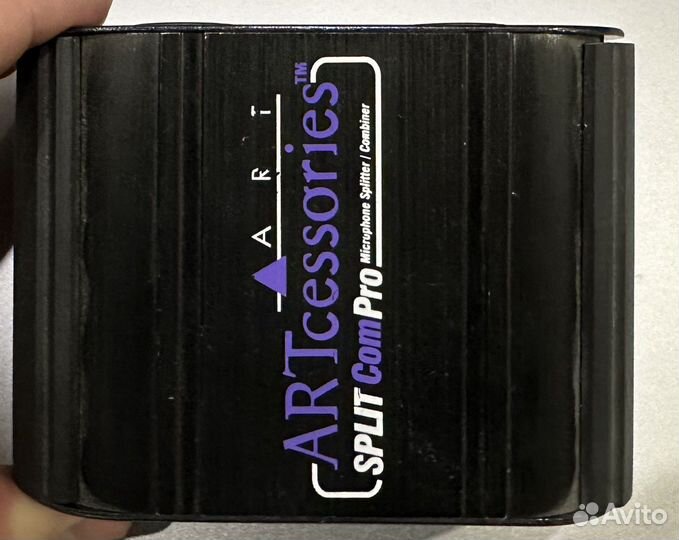 ART
ARTcessories™
SPLIT ComPro
Microphone Splitter / Combiner
Avito